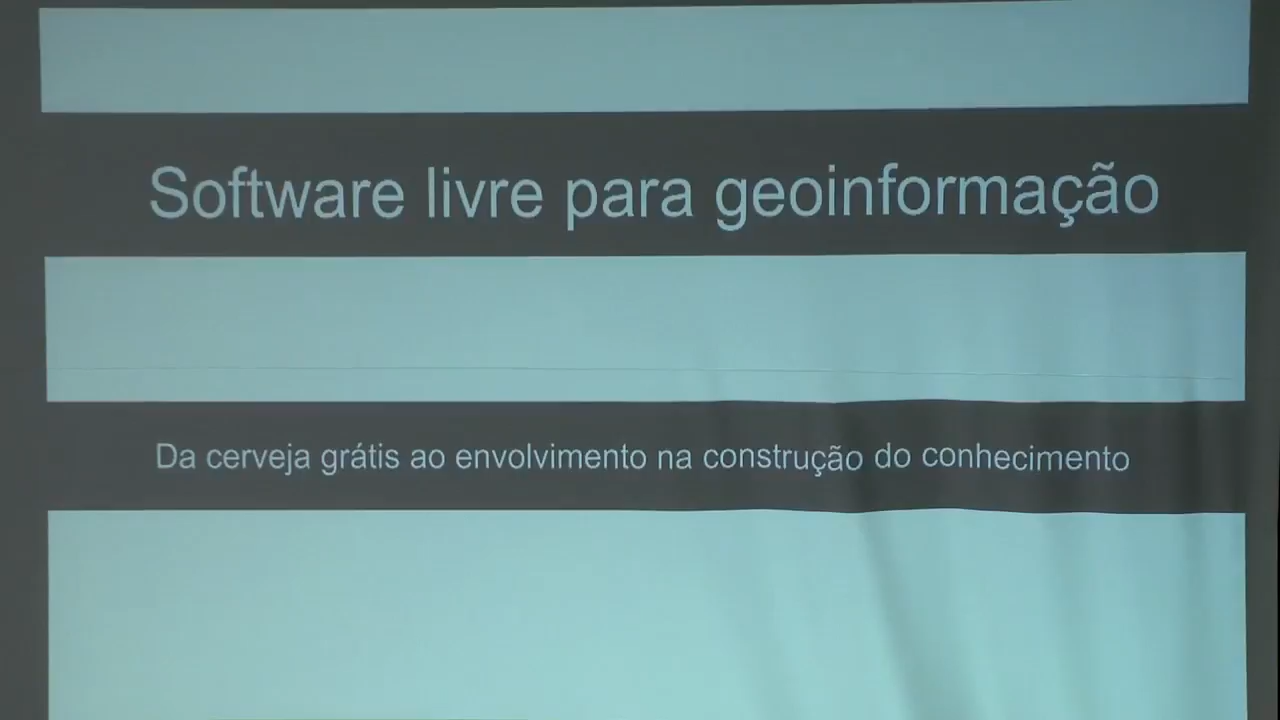 Software livre para geoinformação
Da cerveja grátis ao envolvimento na construção do conhecimento